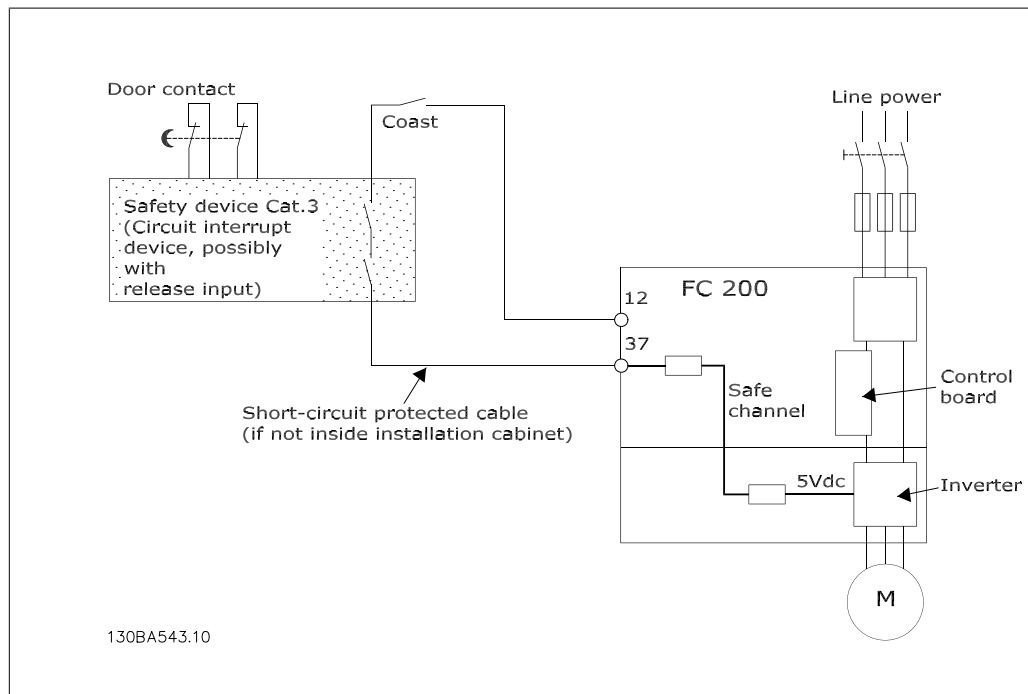 Door contact
Coast
Line power
Safety device Cat.3
(Circuit interrupt
device, possibly
with
release input)
12
FC 200
37
Safe
channel
Control
board
Short-circuit protected cable
(if not inside installation cabinet)
5Vdc
Inverter
M
130BA543.10